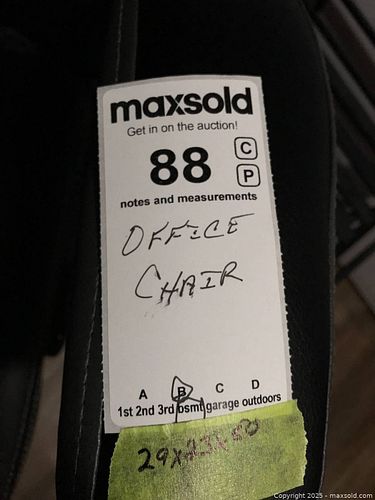 maxsold
Get in on the auction!
88
C
P
notes and measurements
OFFICE
CHAIR
A B C D
1st 2nd 3rd bsmt garage outdoors
29x23x50
Copyright 2025 - maxsold.com